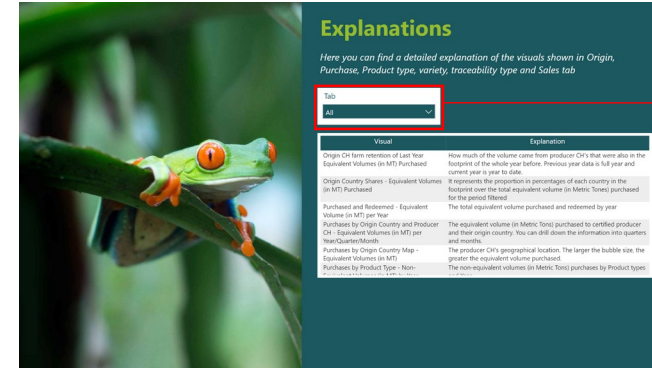 Explanations
Here you can find a detailed explanation of the visuals shown in Origin,
Purchase, Product type, variety, traceability type and Sales tab
Tab
All
Visual Explanation
Origin CH farm retention of Last Year How much of the volume came from producer CH's that were also in the
Equivalent Volumes (in MT) Purchased footprint of the whole year before. Previous year data is full year and
current year is year to date.
Origin Country Shares - Equivalent Volumes It represents the proportion in percentages of each country in the
(in MT) Purchased footprint over the total equivalent volume (in Metric Tones) purchased
for the period filtered
Purchased and Redeemed - Equivalent The total equivalent volume purchased and redeemed by year
Volume (in MT) per Year
Purchases by Origin Country and Producer The equivalent volume (in Metric Tons) purchased to certified producer
CH - Equivalent Volumes (in MT) per and their origin country. You can drill down the information into quarters
Year/Quarter/Month and months.
Purchases by Origin Country Map - The producer CH's geographical location. The larger the bubble size, the
Equivalent Volumes (in MT) greater the equivalent volume purchased.
Purchases by Product Type - Non- The non-equivalent volumes (in Metric Tons) purchases by Product types